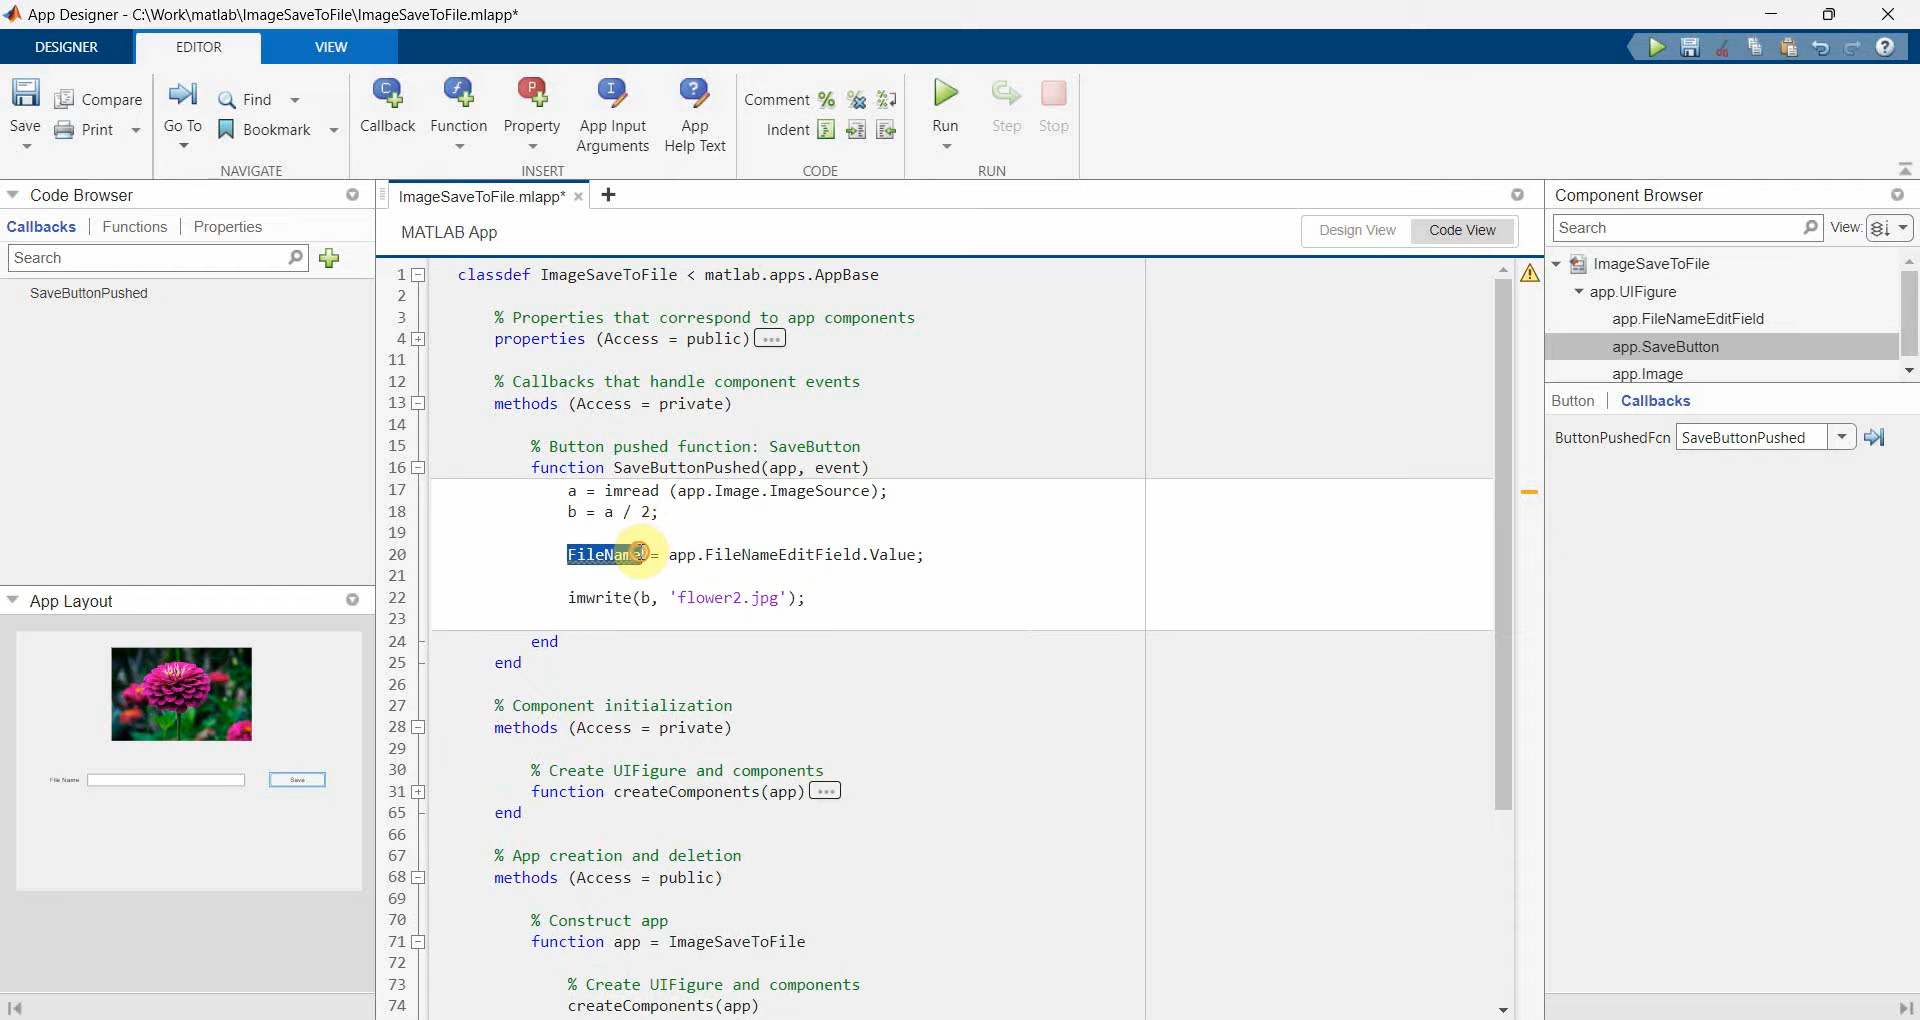 App Designer - C:\Work\matlab\ImageSaveToFile\ImageSaveToFile.mlapp*
DESIGNER
EDITOR
VIEW
Save
Compare
Print
Go To
Find
Bookmark
NAVIGATE
Callback
Function
Property
App Input
Arguments
App
Help Text
INSERT
Comment
Indent
CODE
Run
Step
Stop
RUN
Code Browser
Callbacks
Functions
Properties
Search
SaveButtonPushed
App Layout
File Name
Save
ImageSaveToFile.mlapp*
MATLAB App
Design View
Code View
1 classdef ImageSaveToFile < matlab.apps.AppBase
2
3 % Properties that correspond to app components
4 properties (Access = public) ...
11
12 % Callbacks that handle component events
13 methods (Access = private)
14
15 % Button pushed function: SaveButton
16 function SaveButtonPushed(app, event)
17 a = imread (app.Image.ImageSource);
18 b = a / 2;
19
20 FileName = app.FileNameEditField.Value;
21
22 imwrite(b, 'flower2.jpg');
23
24 end
25 end
26
27 % Component initialization
28 methods (Access = private)
29
30 % Create UIFigure and components
31 function createComponents(app) ...
65 end
66
67 % App creation and deletion
68 methods (Access = public)
69
70 % Construct app
71 function app = ImageSaveToFile
72
73 % Create UIFigure and components
74 createComponents(app)
Component Browser
Search
View:
ImageSaveToFile
app.UIFigure
app.FileNameEditField
app.SaveButton
app.Image
Button
Callbacks
ButtonPushedFcn SaveButtonPushed